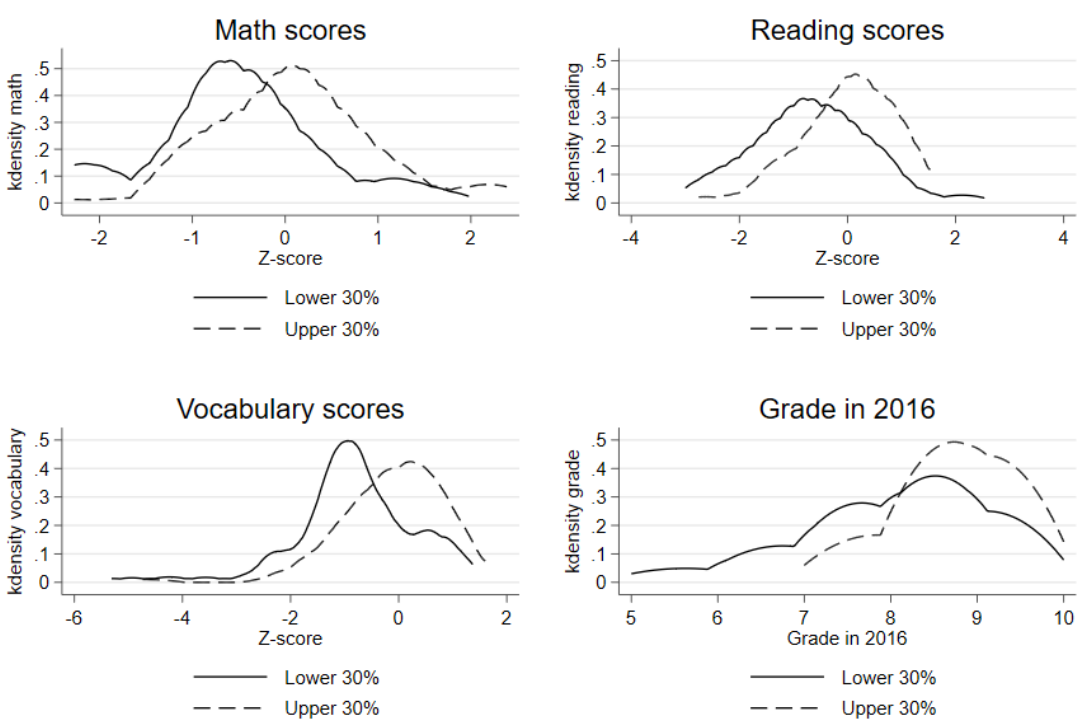 Math scores
kdensity math
.5
.4
.3
.2
.1
0
-2 -1 0 1 2
Z-score
Lower 30%
Upper 30%
Reading scores
kdensity reading
.5
.4
.3
.2
.1
0
-4 -2 0 2 4
Z-score
Lower 30%
Upper 30%
Vocabulary scores
kdensity vocabulary
.5
.4
.3
.2
.1
0
-6 -4 -2 0 2
Z-score
Lower 30%
Upper 30%
Grade in 2016
kdensity grade
.5
.4
.3
.2
.1
0
5 6 7 8 9 10
Grade in 2016
Lower 30%
Upper 30%